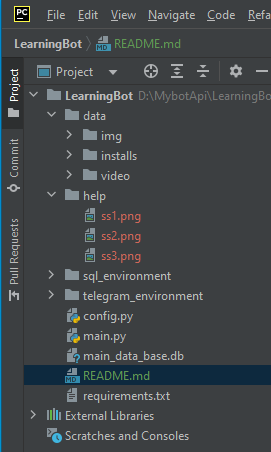 PC
File Edit View Navigate Code
LearningBot README.md
Project
Project
LearningBot D:\MybotApi\LearningBo
data
img
installs
video
help
ss1.png
ss2.png
ss3.png
Commit
Pull Requests
sql_environment
telegram_environment
config.py
main.py
main_data_base.db
MD README.md
requirements.txt
External Libraries
Scratches and Consoles